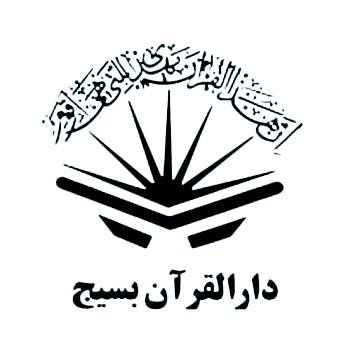 ان هذا القرآن یهدی للتی هی اقوم
دارالقرآن بسیج